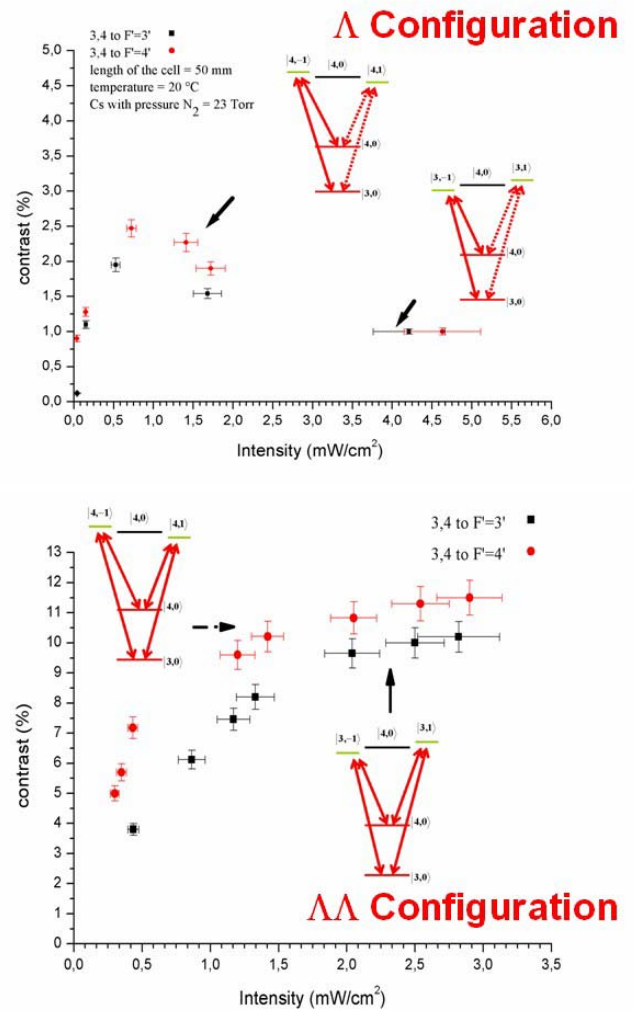 Λ Configuration
3,4 to F'=3'
3,4 to F'=4'
length of the cell = 50 mm
temperature = 20 °C
Cs with pressure N2 = 23 Torr
|4,−1⟩ |4,0⟩ |4,1⟩
|4,0⟩
|3,0⟩
|3,−1⟩ |4,0⟩ |3,1⟩
|4,0⟩
|3,0⟩
contrast (%)
5,0
4,5
4,0
3,5
3,0
2,5
2,0
1,5
1,0
0,5
0,0
0,0 0,5 1,0 1,5 2,0 2,5 3,0 3,5 4,0 4,5 5,0 5,5 6,0
Intensity (mW/cm²)
|4,−1⟩ |4,0⟩ |4,1⟩
|4,0⟩
|3,0⟩
3,4 to F'=3'
3,4 to F'=4'
contrast (%)
13
12
11
10
9
8
7
6
5
4
3
2
1
0
|3,−1⟩ |4,0⟩ |3,1⟩
|4,0⟩
|3,0⟩
ΛΛ Configuration
0,0 0,5 1,0 1,5 2,0 2,5 3,0 3,5
Intensity (mW/cm²)